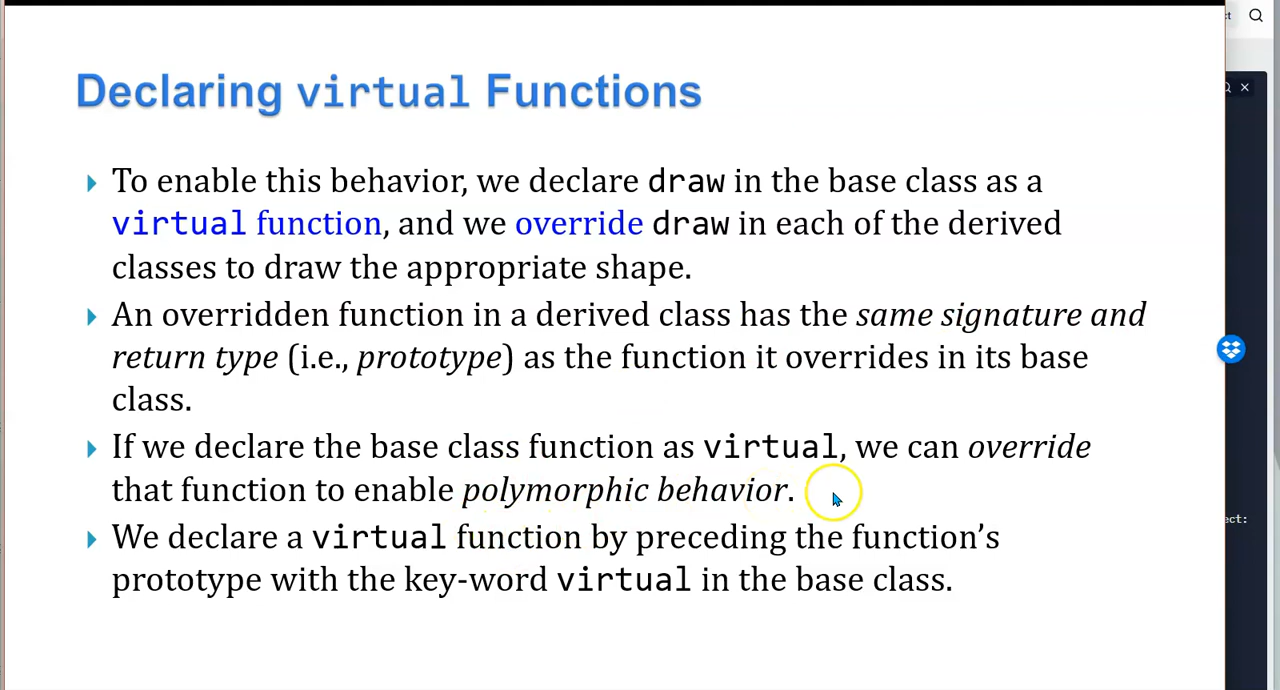 Declaring virtual Functions
To enable this behavior, we declare draw in the base class as a
virtual function, and we override draw in each of the derived
classes to draw the appropriate shape.
An overridden function in a derived class has the same signature and
return type (i.e., prototype) as the function it overrides in its base
class.
If we declare the base class function as virtual, we can override
that function to enable polymorphic behavior.
We declare a virtual function by preceding the function’s
prototype with the key-word virtual in the base class.
ect: